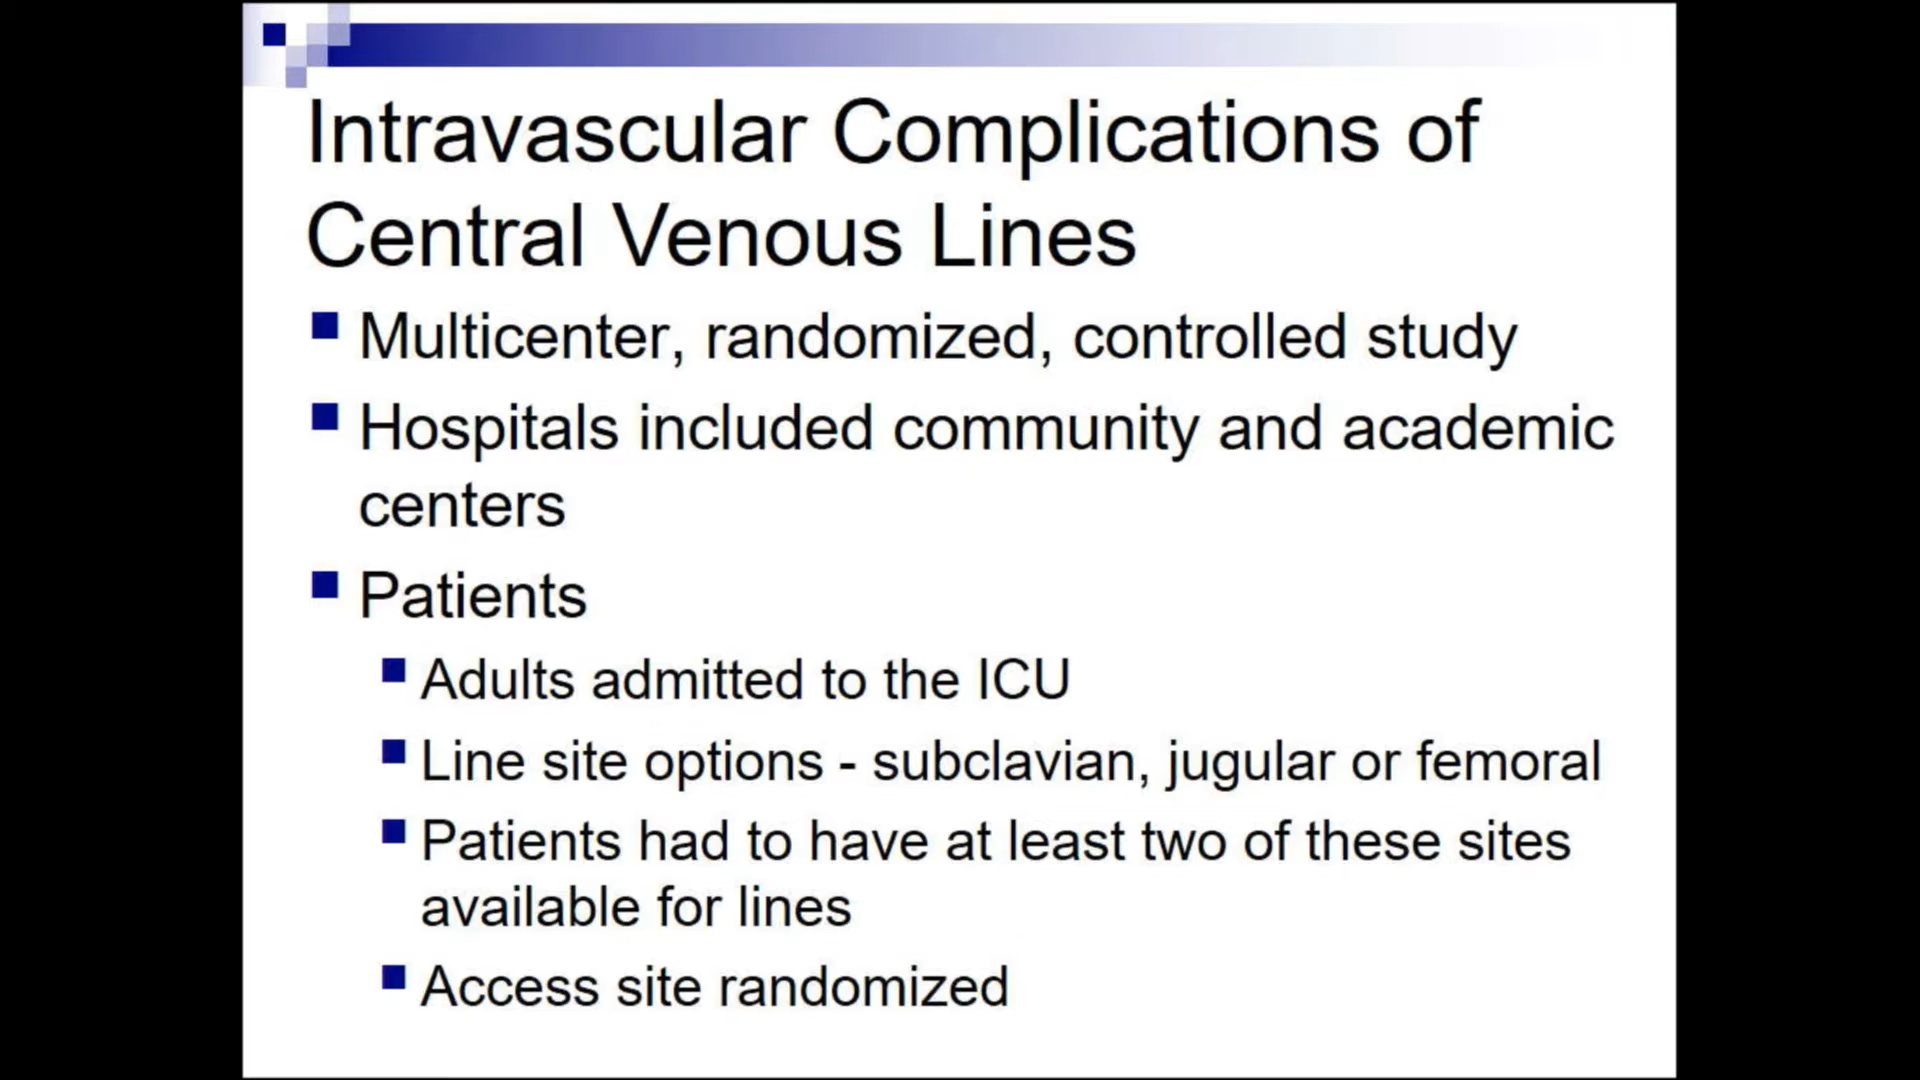 Intravascular Complications of
Central Venous Lines
Multicenter, randomized, controlled study
Hospitals included community and academic
centers
Patients
Adults admitted to the ICU
Line site options - subclavian, jugular or femoral
Patients had to have at least two of these sites
available for lines
Access site randomized